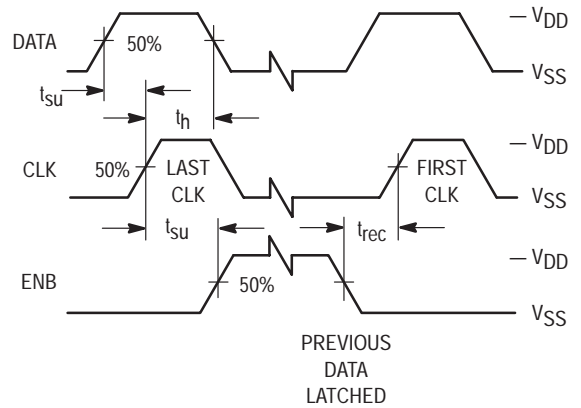 VDD
DATA 50%
VSS
tsu
th
VDD
CLK 50% LAST CLK FIRST CLK
VSS
tsu
trec
VDD
ENB 50%
VSS
PREVIOUS
DATA
LATCHED